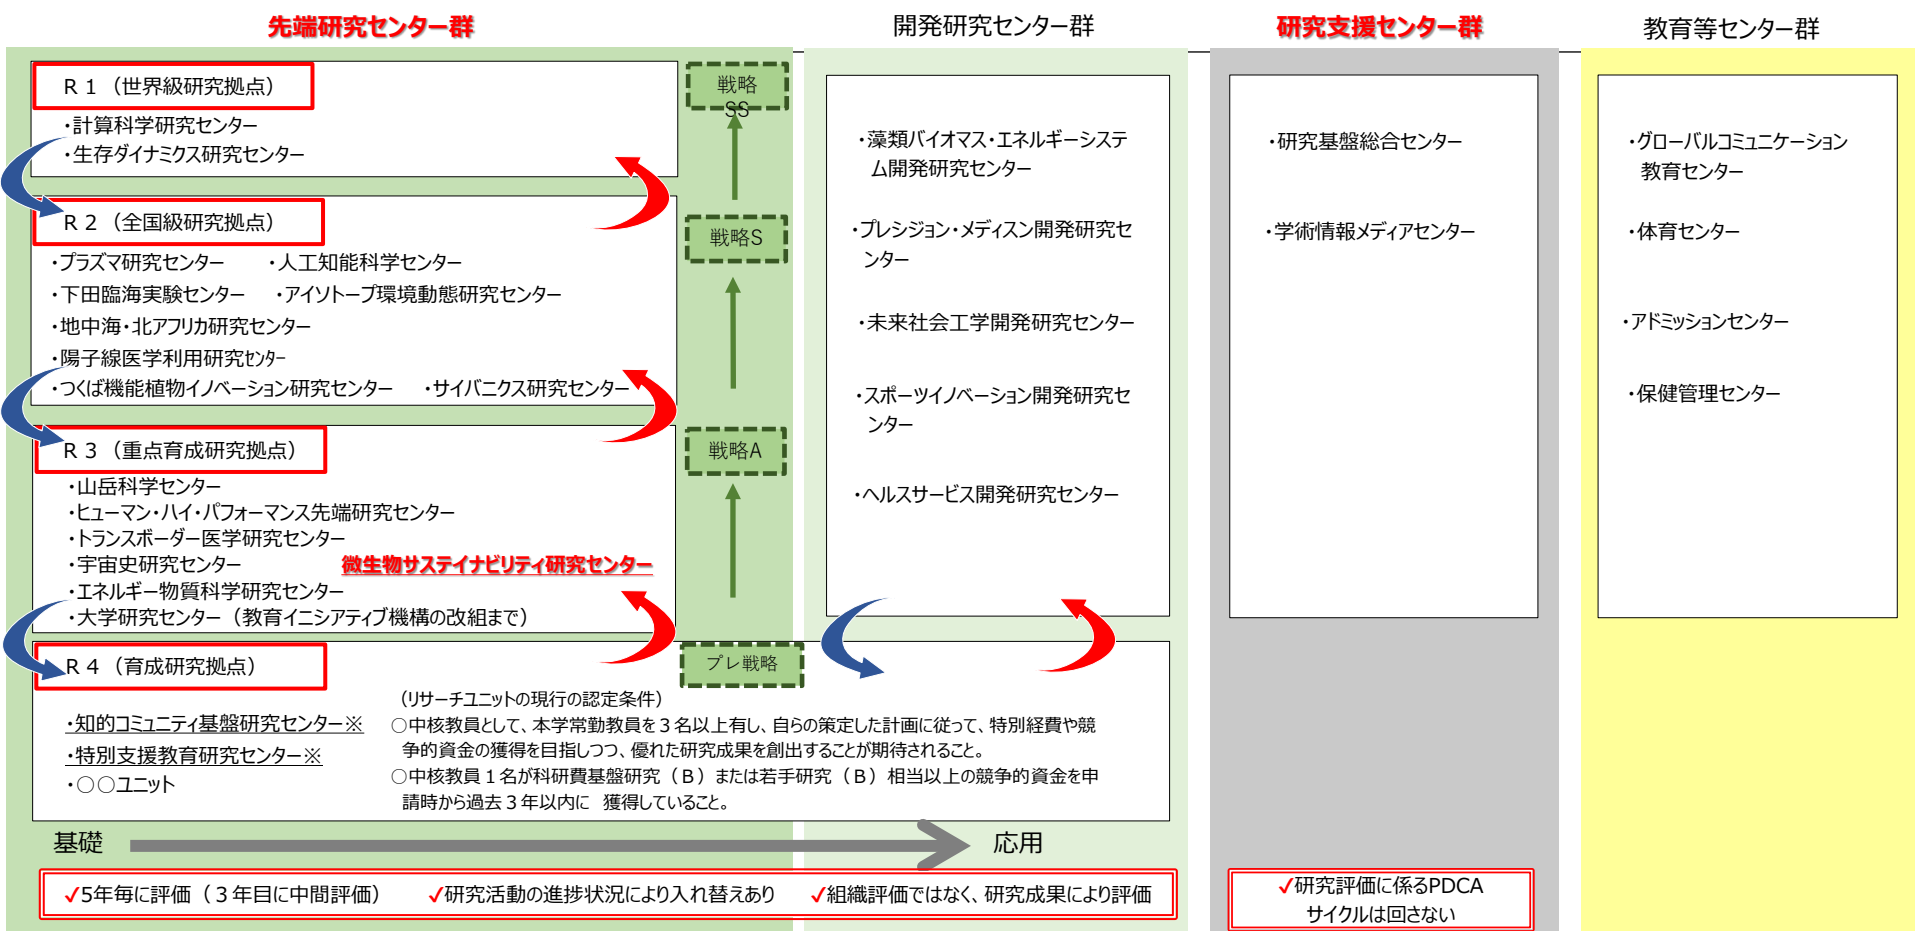 先端研究センター群
R１（世界級研究拠点）
・計算科学研究センター
・生存ダイナミクス研究センター
R２（全国級研究拠点）
・プラズマ研究センター　・人工知能科学センター
・下田臨海実験センター　・アイソトープ環境動態研究センター
・地中海・北アフリカ研究センター
・陽子線医学利用研究センター
・つくば機能植物イノベーション研究センター　・サイバニクス研究センター
R３（重点育成研究拠点）
・山岳科学センター
・ヒューマン・ハイ・パフォーマンス先端研究センター
・トランスボーダー医学研究センター
・宇宙史研究センター　微生物サステイナビリティ研究センター
・エネルギー物質科学研究センター
・大学研究センター（教育イニシアティブ機構の改組まで）
R４（育成研究拠点）
（リサーチユニットの現行の認定条件）
・知的コミュニティ基盤研究センター※
・特別支援教育研究センター※
・○○ユニット
○中核教員として、本学常勤教員を３名以上有し、自らの策定した計画に従って、特別経費や競
争的資金の獲得を目指しつつ、優れた研究成果を創出することが期待されること。
○中核教員１名が科研費基盤研究（B）または若手研究（B）相当以上の競争的資金を申
請時から過去３年以内に 獲得していること。
戦略
SS
戦略S
戦略A
プレ戦略
開発研究センター群
・藻類バイオマス・エネルギーシステ
ム開発研究センター
・プレシジョン・メディスン開発研究セ
ンター
・未来社会工学開発研究センター
・スポーツイノベーション開発研究セ
ンター
・ヘルスサービス開発研究センター
基礎　応用
✓5年毎に評価（３年目に中間評価）　✓研究活動の進捗状況により入れ替えあり　✓組織評価ではなく、研究成果により評価
研究支援センター群
・研究基盤総合センター
・学術情報メディアセンター
✓研究評価に係るPDCA
サイクルは回さない
教育等センター群
・グローバルコミュニケーション
教育センター
・体育センター
・アドミッションセンター
・保健管理センター